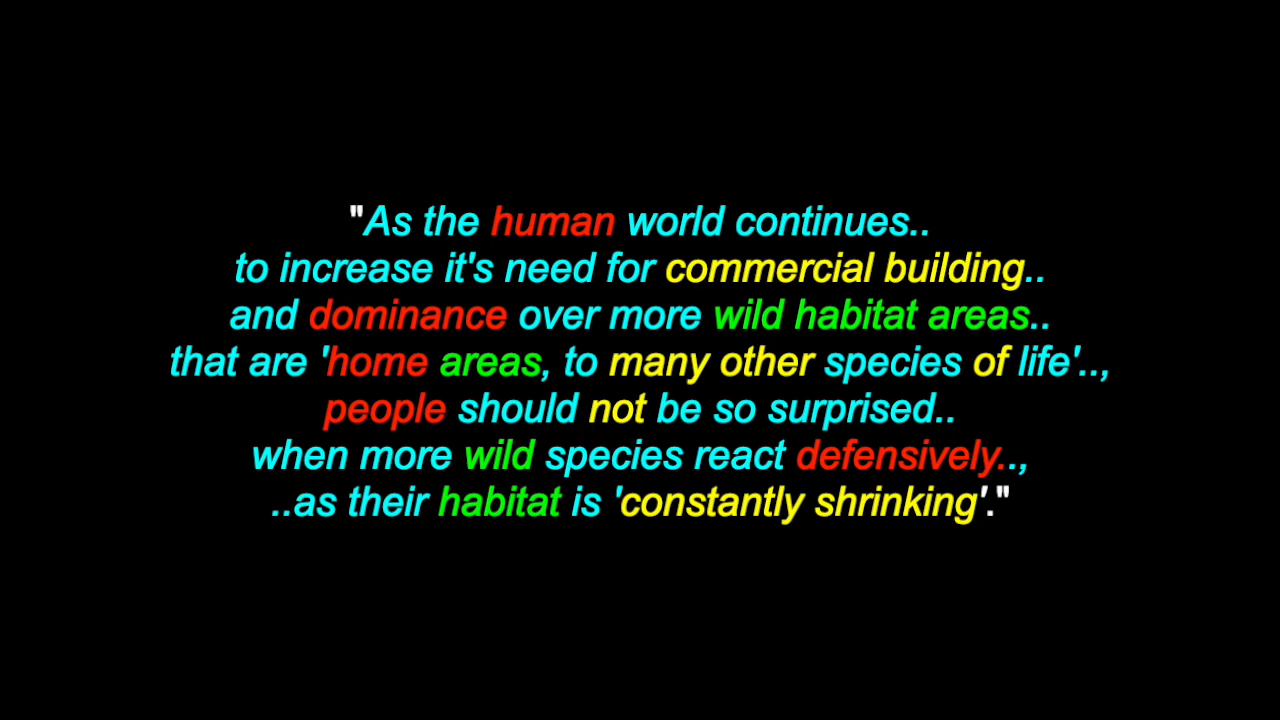 "As the human world continues..
to increase it's need for commercial building..
and dominance over more wild habitat areas..
that are 'home areas, to many other species of life'..,
people should not be so surprised..
when more wild species react defensively..,
..as their habitat is 'constantly shrinking'."